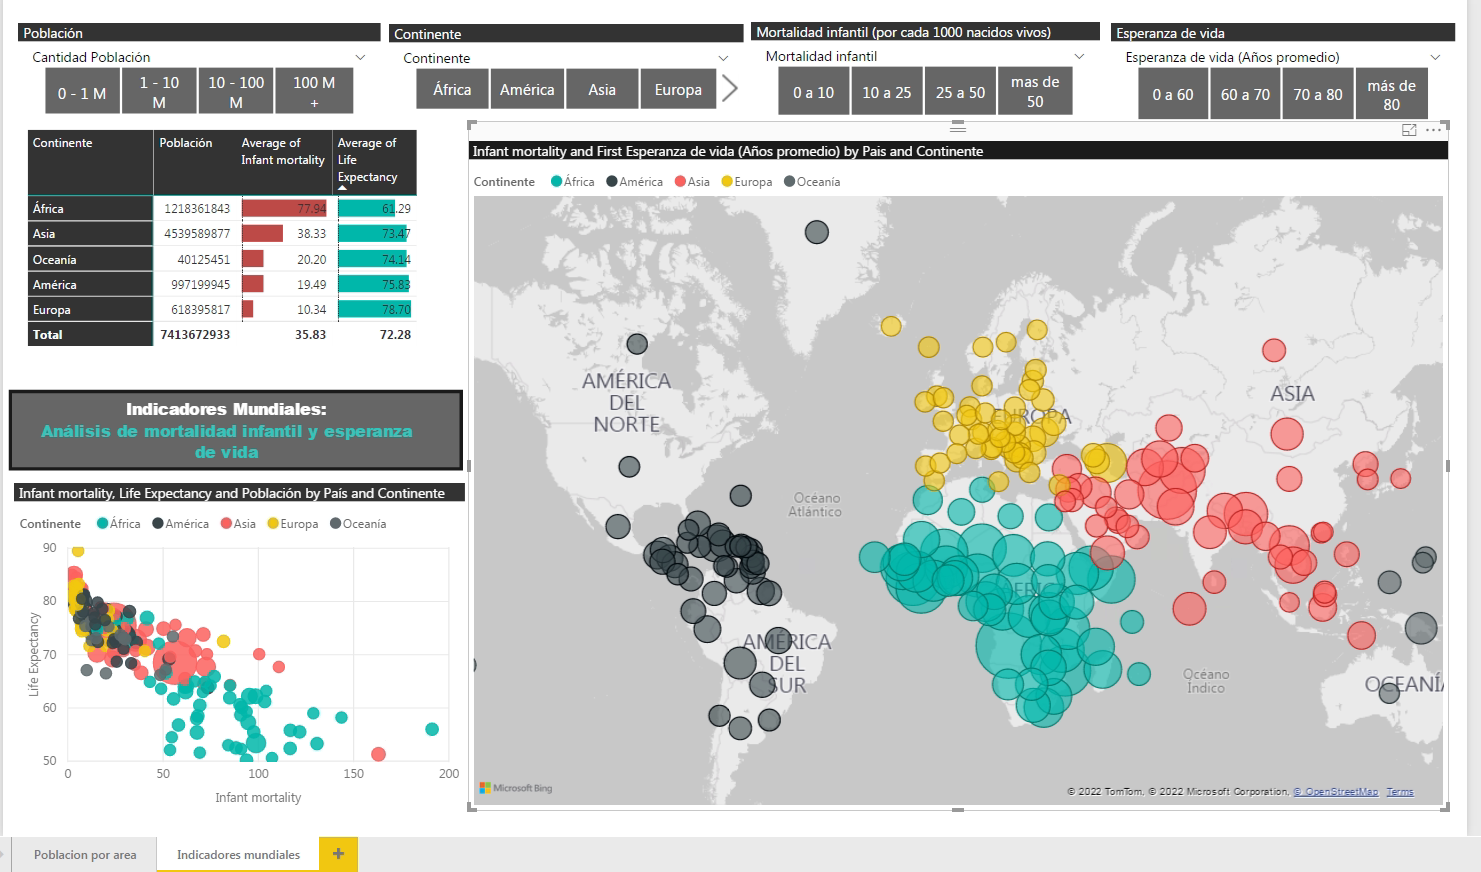 Población
Continente
Mortalidad infantil (por cada 1000 nacidos vivos)
Esperanza de vida
Cantidad Población
Continente
Mortalidad infantil
Esperanza de vida (Años promedio)
0 - 1 M
1 - 10
M
10 - 100
M
100 M
+
África
América
Asia
Europa
0 a 10
10 a 25
25 a 50
mas de
50
0 a 60
60 a 70
70 a 80
más de
80
Continente
Población
Average of
Infant mortality
Average of
Life
Expectancy
África 1218361843 77.94 61.29
Asia 4539589877 38.33 73.47
Oceanía 40125451 20.20 74.14
América 997199945 19.49 75.83
Europa 618395817 10.34 78.70
Total 7413672933 35.83 72.28
Indicadores Mundiales:
Análisis de mortalidad infantil y esperanza
de vida
Infant mortality, Life Expectancy and Población by País and Continente
Continente África América Asia Europa Oceanía
90
80
70
60
50
Life Expectancy
0 50 100 150 200
Infant mortality
Infant mortality and First Esperanza de vida (Años promedio) by Pais and Continente
Continente África América Asia Europa Oceanía
AMÉRICA
DEL
NORTE
EUROPA
ASIA
Océano
Atlántico
ÁFRICA
AMÉRICA
DEL
SUR
Océano
Índico
OCEANÍA
Microsoft Bing
© 2022 TomTom, © 2022 Microsoft Corporation, © OpenStreetMap Terms
Poblacion por area
Indicadores mundiales
+